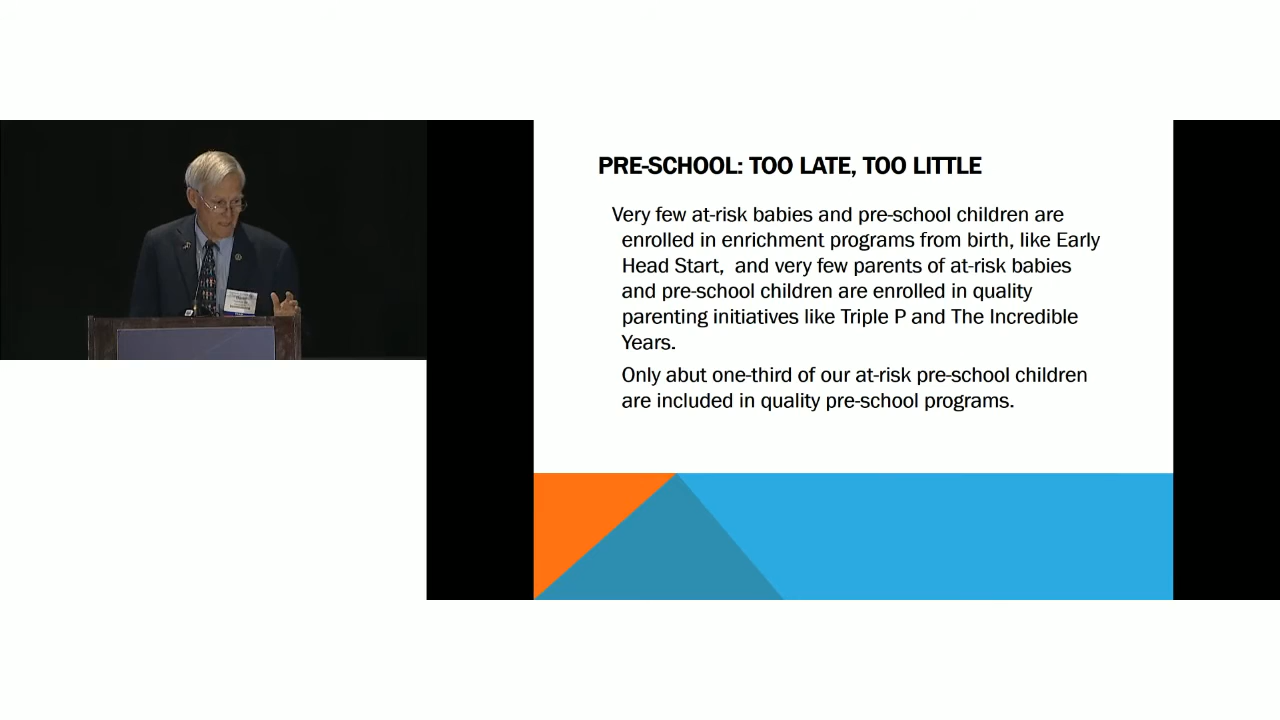 PRE-SCHOOL: TOO LATE, TOO LITTLE
Very few at-risk babies and pre-school children are
enrolled in enrichment programs from birth, like Early
Head Start,  and very few parents of at-risk babies
and pre-school children are enrolled in quality
parenting initiatives like Triple P and The Incredible
Years.
Only abut one-third of our at-risk pre-school children
are included in quality pre-school programs.